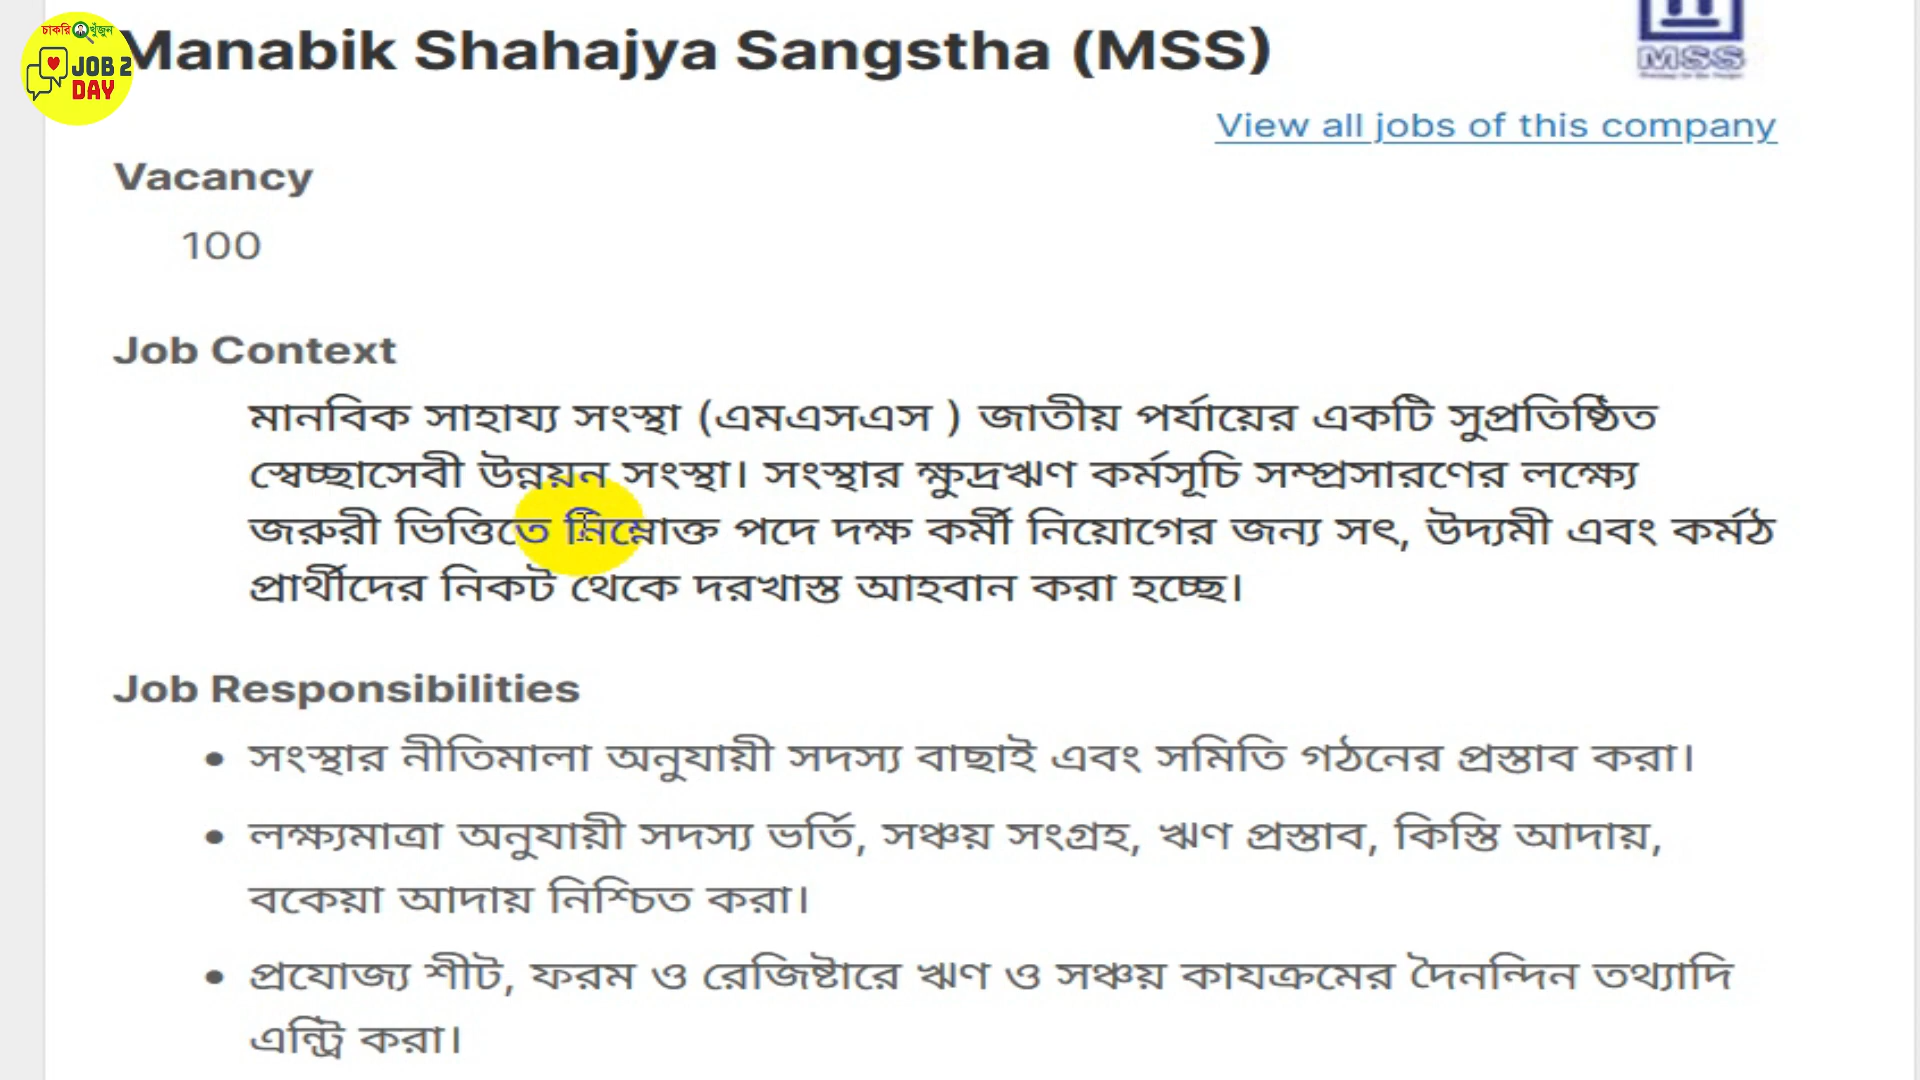 চাকরি খুঁজুন
JOB 2
DAY
Manabik Shahajya Sangstha (MSS)
MSS
View all jobs of this company
Vacancy
100
Job Context
মানবিক সাহায্য সংস্থা (এমএসএস ) জাতীয় পর্যায়ের একটি সুপ্রতিষ্ঠিত
স্বেচ্ছাসেবী উন্নয়ন সংস্থা। সংস্থার ক্ষুদ্রঋণ কর্মসূচি সম্প্রসারণের লক্ষ্যে
জরুরী ভিত্তিতে নিম্নোক্ত পদে দক্ষ কর্মী নিয়োগের জন্য সৎ, উদ্যমী এবং কর্মঠ
প্রার্থীদের নিকট থেকে দরখাস্ত আহবান করা হচ্ছে।
Job Responsibilities
• সংস্থার নীতিমালা অনুযায়ী সদস্য বাছাই এবং সমিতি গঠনের প্রস্তাব করা।
• লক্ষ্যমাত্রা অনুযায়ী সদস্য ভর্তি, সঞ্চয় সংগ্রহ, ঋণ প্রস্তাব, কিস্তি আদায়,
বকেয়া আদায় নিশ্চিত করা।
• প্রযোজ্য শীট, ফরম ও রেজিষ্টারে ঋণ ও সঞ্চয় কাযক্রমের দৈনন্দিন তথ্যাদি
এন্ট্রি করা।